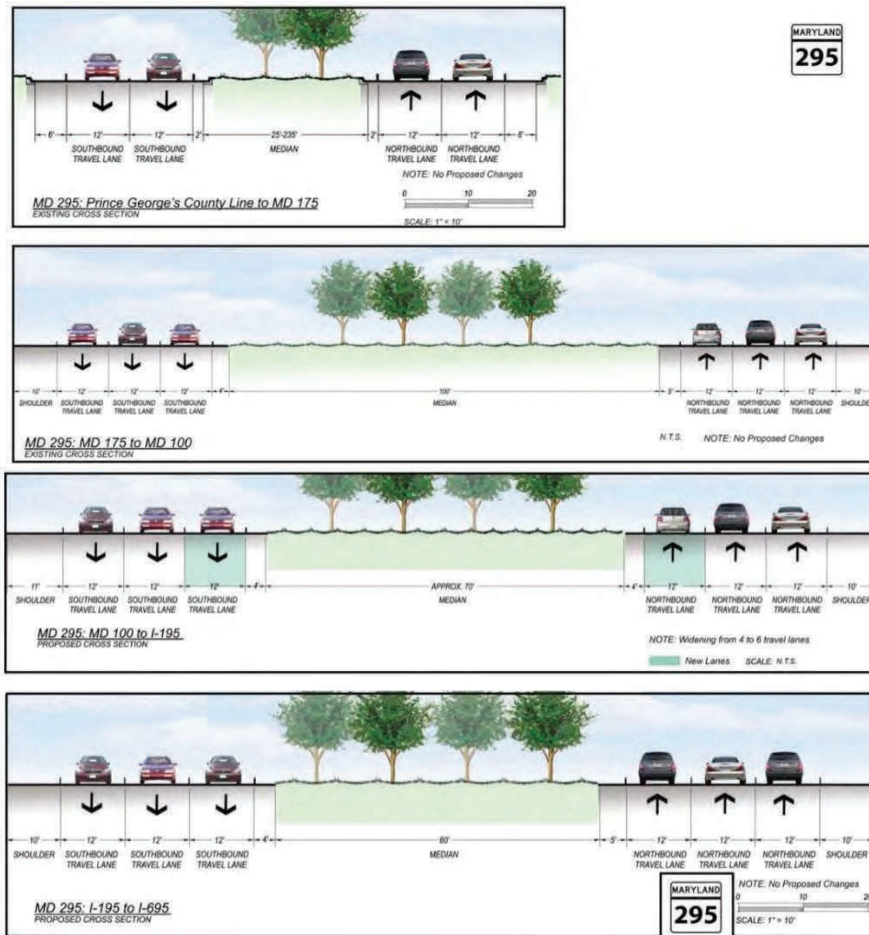 MARYLAND
295
6' 12' 12' 2' 25'-235' 2' 12' 12' 6'
SOUTHBOUND TRAVEL LANE
SOUTHBOUND TRAVEL LANE
MEDIAN
NORTHBOUND TRAVEL LANE
NORTHBOUND TRAVEL LANE
NOTE: No Proposed Changes
0 10 20
SCALE: 1" = 10'
MD 295: Prince George's County Line to MD 175
EXISTING CROSS SECTION
10' 12' 12' 12' 4' 100' 5' 12' 12' 12' 10'
SHOULDER
SOUTHBOUND TRAVEL LANE
SOUTHBOUND TRAVEL LANE
SOUTHBOUND TRAVEL LANE
MEDIAN
NORTHBOUND TRAVEL LANE
NORTHBOUND TRAVEL LANE
NORTHBOUND TRAVEL LANE
SHOULD
N.T.S. NOTE: No Proposed Changes
MD 295: MD 175 to MD 100
EXISTING CROSS SECTION
11' 12' 12' 12' 4' APPROX. 70' 4' 12' 12' 12' 10'
SHOULDER
SOUTHBOUND TRAVEL LANE
SOUTHBOUND TRAVEL LANE
SOUTHBOUND TRAVEL LANE
MEDIAN
NORTHBOUND TRAVEL LANE
NORTHBOUND TRAVEL LANE
NORTHBOUND TRAVEL LANE
SHOULDER
MD 295: MD 100 to I-195
PROPOSED CROSS SECTION
NOTE: Widening from 4 to 6 travel lanes
New Lanes SCALE: N.T.S.
10' 12' 12' 12' 4' 60' 5' 12' 12' 12' 10'
SHOULDER
SOUTHBOUND TRAVEL LANE
SOUTHBOUND TRAVEL LANE
SOUTHBOUND TRAVEL LANE
MEDIAN
NORTHBOUND TRAVEL LANE
NORTHBOUND TRAVEL LANE
NORTHBOUND TRAVEL LANE
SHOULDER
MD 295: I-195 to I-695
PROPOSED CROSS SECTION
MARYLAND
295
NOTE: No Proposed Changes
0 10 20
SCALE: 1" = 10'